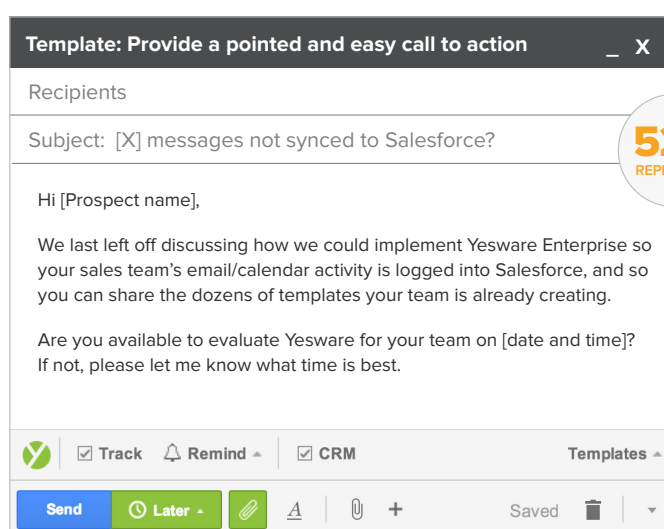 Template: Provide a pointed and easy call to action _ X
Recipients
Subject: [X] messages not synced to Salesforce?
Hi [Prospect name],
We last left off discussing how we could implement Yesware Enterprise so
your sales team's email/calendar activity is logged into Salesforce, and so
you can share the dozens of templates your team is already creating.
Are you available to evaluate Yesware for your team on [date and time]?
If not, please let me know what time is best.
Track Remind CRM Templates
Send Later A + Saved